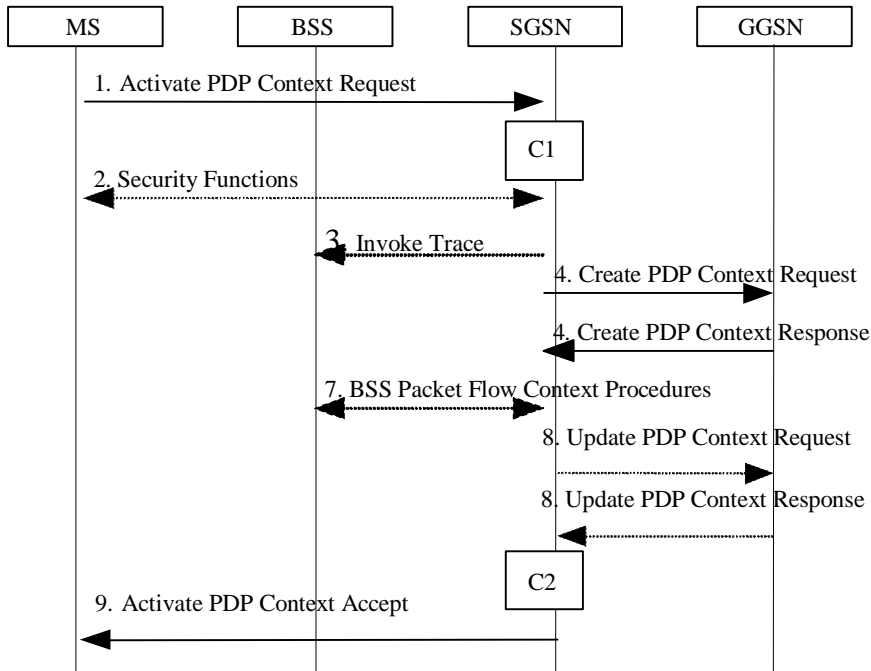 MS
BSS
SGSN
GGSN
1. Activate PDP Context Request
C1
2. Security Functions
3. Invoke Trace
4. Create PDP Context Request
4. Create PDP Context Response
7. BSS Packet Flow Context Procedures
8. Update PDP Context Request
8. Update PDP Context Response
C2
9. Activate PDP Context Accept